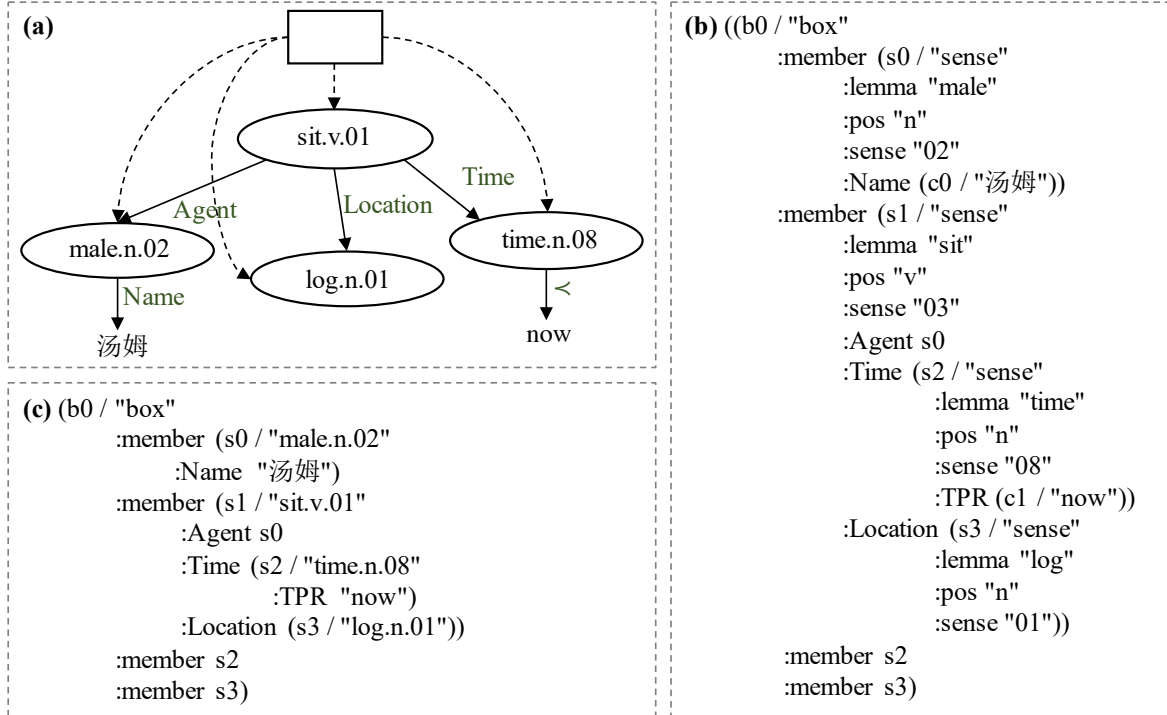 (a)
sit.v.01
Time
Agent
Location
male.n.02
time.n.08
log.n.01
Name
≺
汤姆
now
(b) ((b0 / "box"
:member (s0 / "sense"
:lemma "male"
:pos "n"
:sense "02"
:Name (c0 / "汤姆"))
:member (s1 / "sense"
:lemma "sit"
:pos "v"
:sense "03"
:Agent s0
:Time (s2 / "sense"
:lemma "time"
:pos "n"
:sense "08"
:TPR (c1 / "now"))
:Location (s3 / "sense"
:lemma "log"
:pos "n"
:sense "01"))
:member s2
:member s3)
(c) (b0 / "box"
:member (s0 / "male.n.02"
:Name "汤姆")
:member (s1 / "sit.v.01"
:Agent s0
:Time (s2 / "time.n.08"
:TPR "now")
:Location (s3 / "log.n.01"))
:member s2
:member s3)